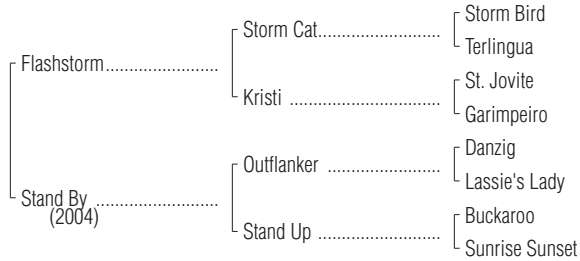 Storm Bird
Storm Cat........................................
Terlingua
Flashstorm.............................
St. Jovite
Kristi .................................................
Garimpeiro
Danzig
Outflanker ....................................
Lassie's Lady
Stand By ...............................
(2004)
Buckaroo
Stand Up .......................................
Sunrise Sunset